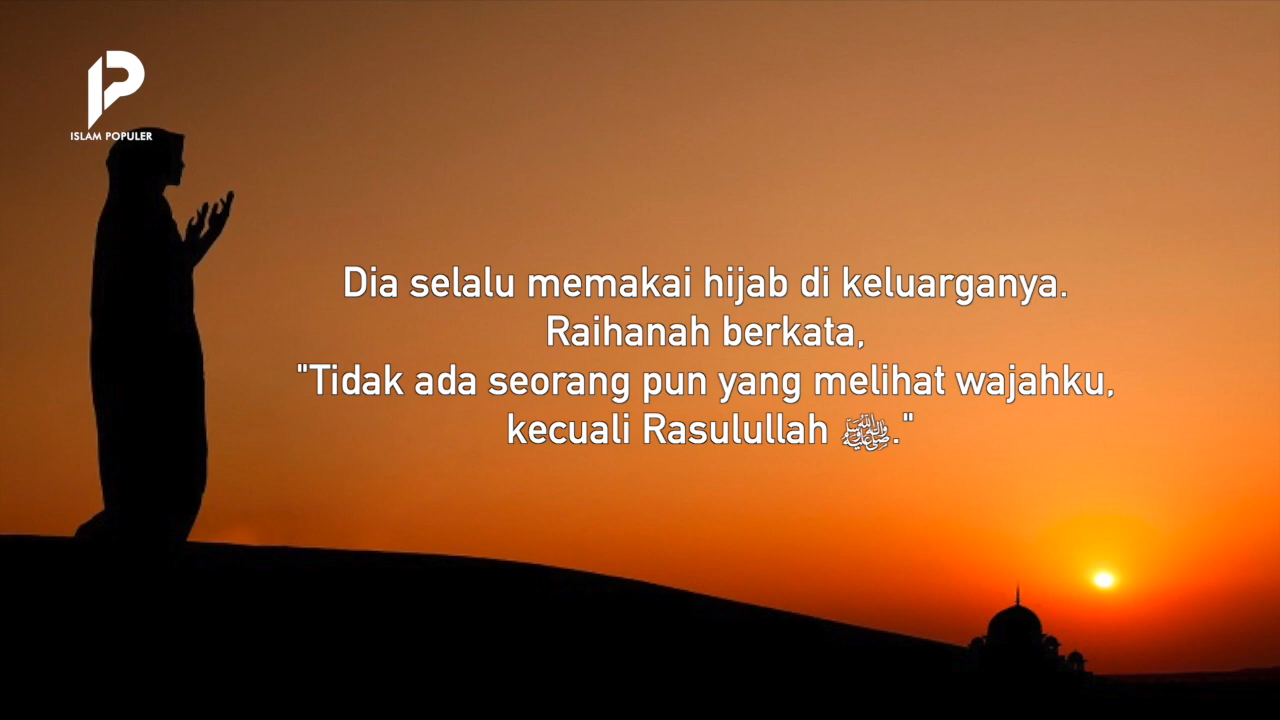 ISLAM POPULER
Dia selalu memakai hijab di keluarganya.
Raihanah berkata,
"Tidak ada seorang pun yang melihat wajahku,
kecuali Rasulullah ﷺ."